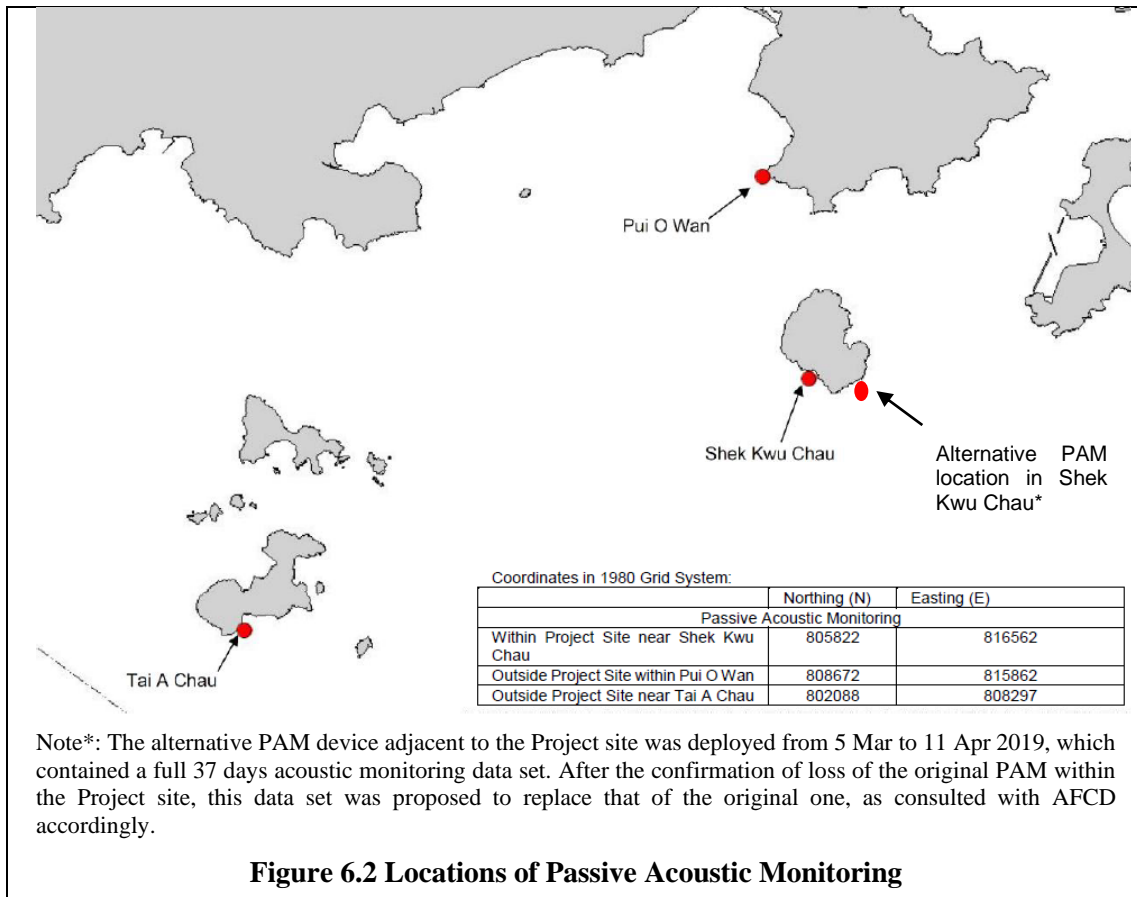 Pui O Wan
Shek Kwu Chau
Alternative PAM
location in Shek
Kwu Chau*
Tai A Chau
Coordinates in 1980 Grid System:
Northing (N) Easting (E)
Passive Acoustic Monitoring
Within Project Site near Shek Kwu 805822 816562
Chau
Outside Project Site within Pui O Wan 808672 815862
Outside Project Site near Tai A Chau 802088 808297
Note*: The alternative PAM device adjacent to the Project site was deployed from 5 Mar to 11 Apr 2019, which
contained a full 37 days acoustic monitoring data set. After the confirmation of loss of the original PAM within
the Project site, this data set was proposed to replace that of the original one, as consulted with AFCD
accordingly.
Figure 6.2 Locations of Passive Acoustic Monitoring